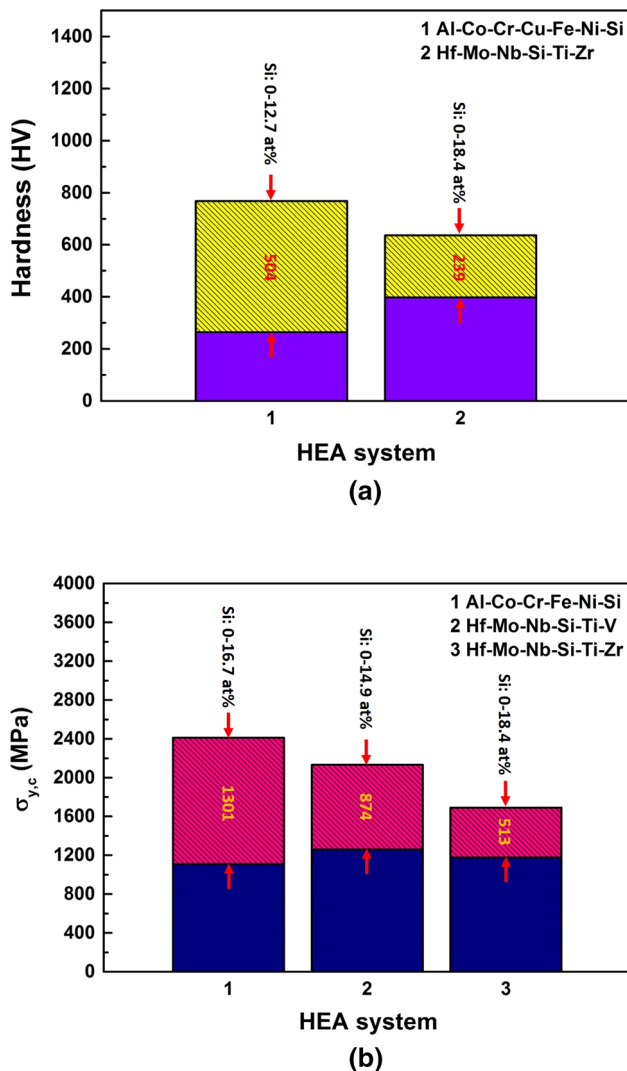 1400
1200
1000
800
600
400
200
0
Hardness (HV)
1 Al-Co-Cr-Cu-Fe-Ni-Si
2 Hf-Mo-Nb-Si-Ti-Zr
Si: 0-12.7 at%
Si: 0-18.4 at%
504
239
1
2
HEA system
(a)
4000
3600
3200
2800
2400
2000
1600
1200
800
400
0
σy,c (MPa)
1 Al-Co-Cr-Fe-Ni-Si
2 Hf-Mo-Nb-Si-Ti-V
3 Hf-Mo-Nb-Si-Ti-Zr
Si: 0-16.7 at%
Si: 0-14.9 at%
Si: 0-18.4 at%
1301
874
513
1
2
3
HEA system
(b)